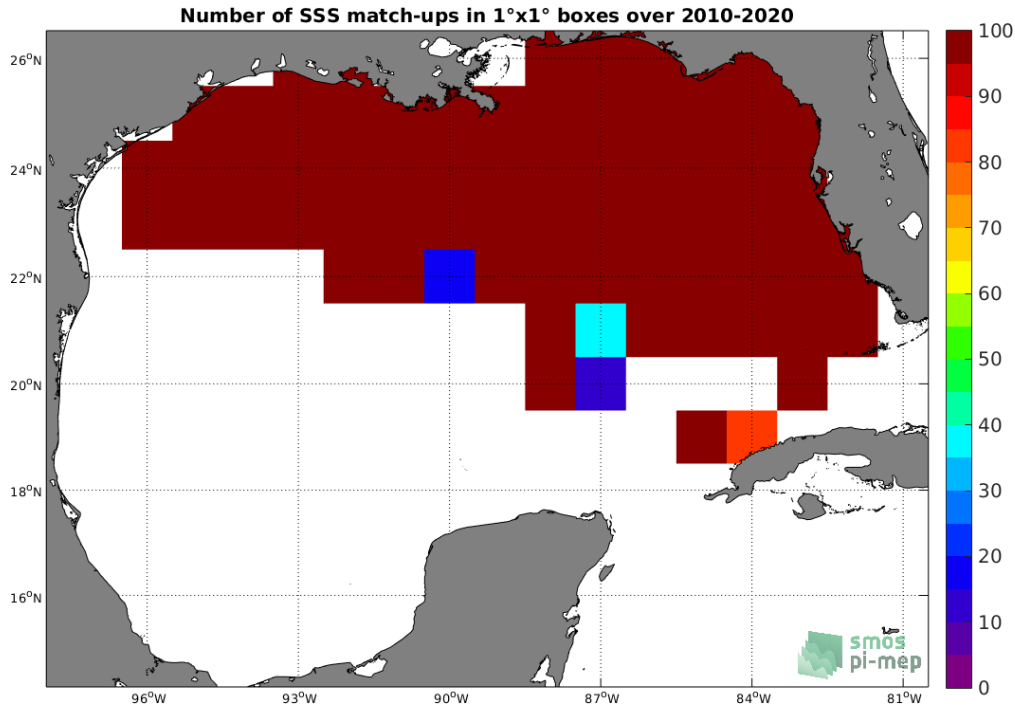 Number of SSS match-ups in 1°x1° boxes over 2010-2020
26°N
24°N
22°N
20°N
18°N
16°N
96°W
93°W
90°W
87°W
84°W
81°W
100
90
80
70
60
50
40
30
20
10
0
smos
pi-mep